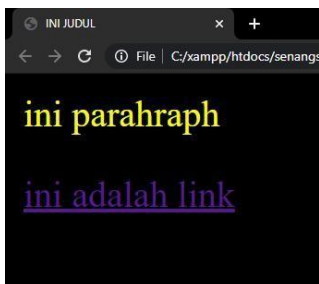 INI JUDUL
File C:/xampp/htdocs/senangs
ini parahraph
ini adalah link